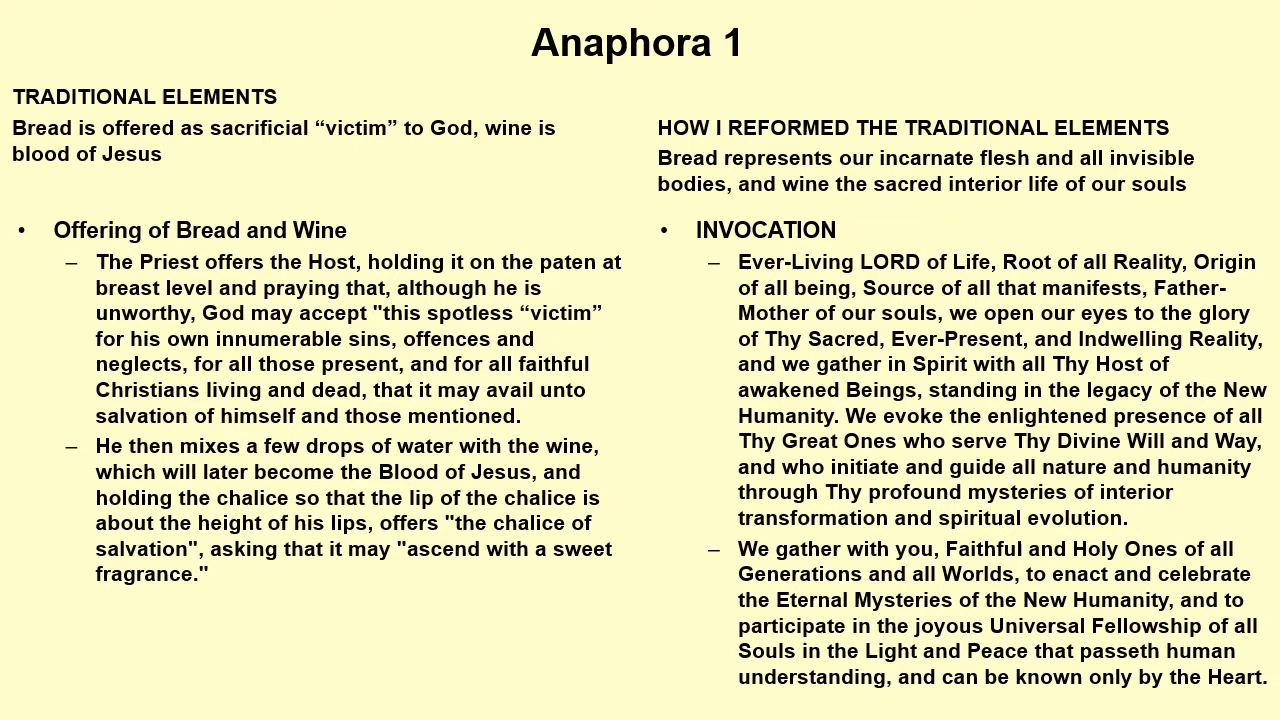 Anaphora 1
TRADITIONAL ELEMENTS
Bread is offered as sacrificial “victim” to God, wine is
blood of Jesus
• Offering of Bread and Wine
– The Priest offers the Host, holding it on the paten at
breast level and praying that, although he is
unworthy, God may accept "this spotless “victim”
for his own innumerable sins, offences and
neglects, for all those present, and for all faithful
Christians living and dead, that it may avail unto
salvation of himself and those mentioned.
– He then mixes a few drops of water with the wine,
which will later become the Blood of Jesus, and
holding the chalice so that the lip of the chalice is
about the height of his lips, offers "the chalice of
salvation", asking that it may "ascend with a sweet
fragrance."
HOW I REFORMED THE TRADITIONAL ELEMENTS
Bread represents our incarnate flesh and all invisible
bodies, and wine the sacred interior life of our souls
• INVOCATION
– Ever-Living LORD of Life, Root of all Reality, Origin
of all being, Source of all that manifests, Father-
Mother of our souls, we open our eyes to the glory
of Thy Sacred, Ever-Present, and Indwelling Reality,
and we gather in Spirit with all Thy Host of
awakened Beings, standing in the legacy of the New
Humanity. We evoke the enlightened presence of all
Thy Great Ones who serve Thy Divine Will and Way,
and who initiate and guide all nature and humanity
through Thy profound mysteries of interior
transformation and spiritual evolution.
– We gather with you, Faithful and Holy Ones of all
Generations and all Worlds, to enact and celebrate
the Eternal Mysteries of the New Humanity, and to
participate in the joyous Universal Fellowship of all
Souls in the Light and Peace that passeth human
understanding, and can be known only by the Heart.